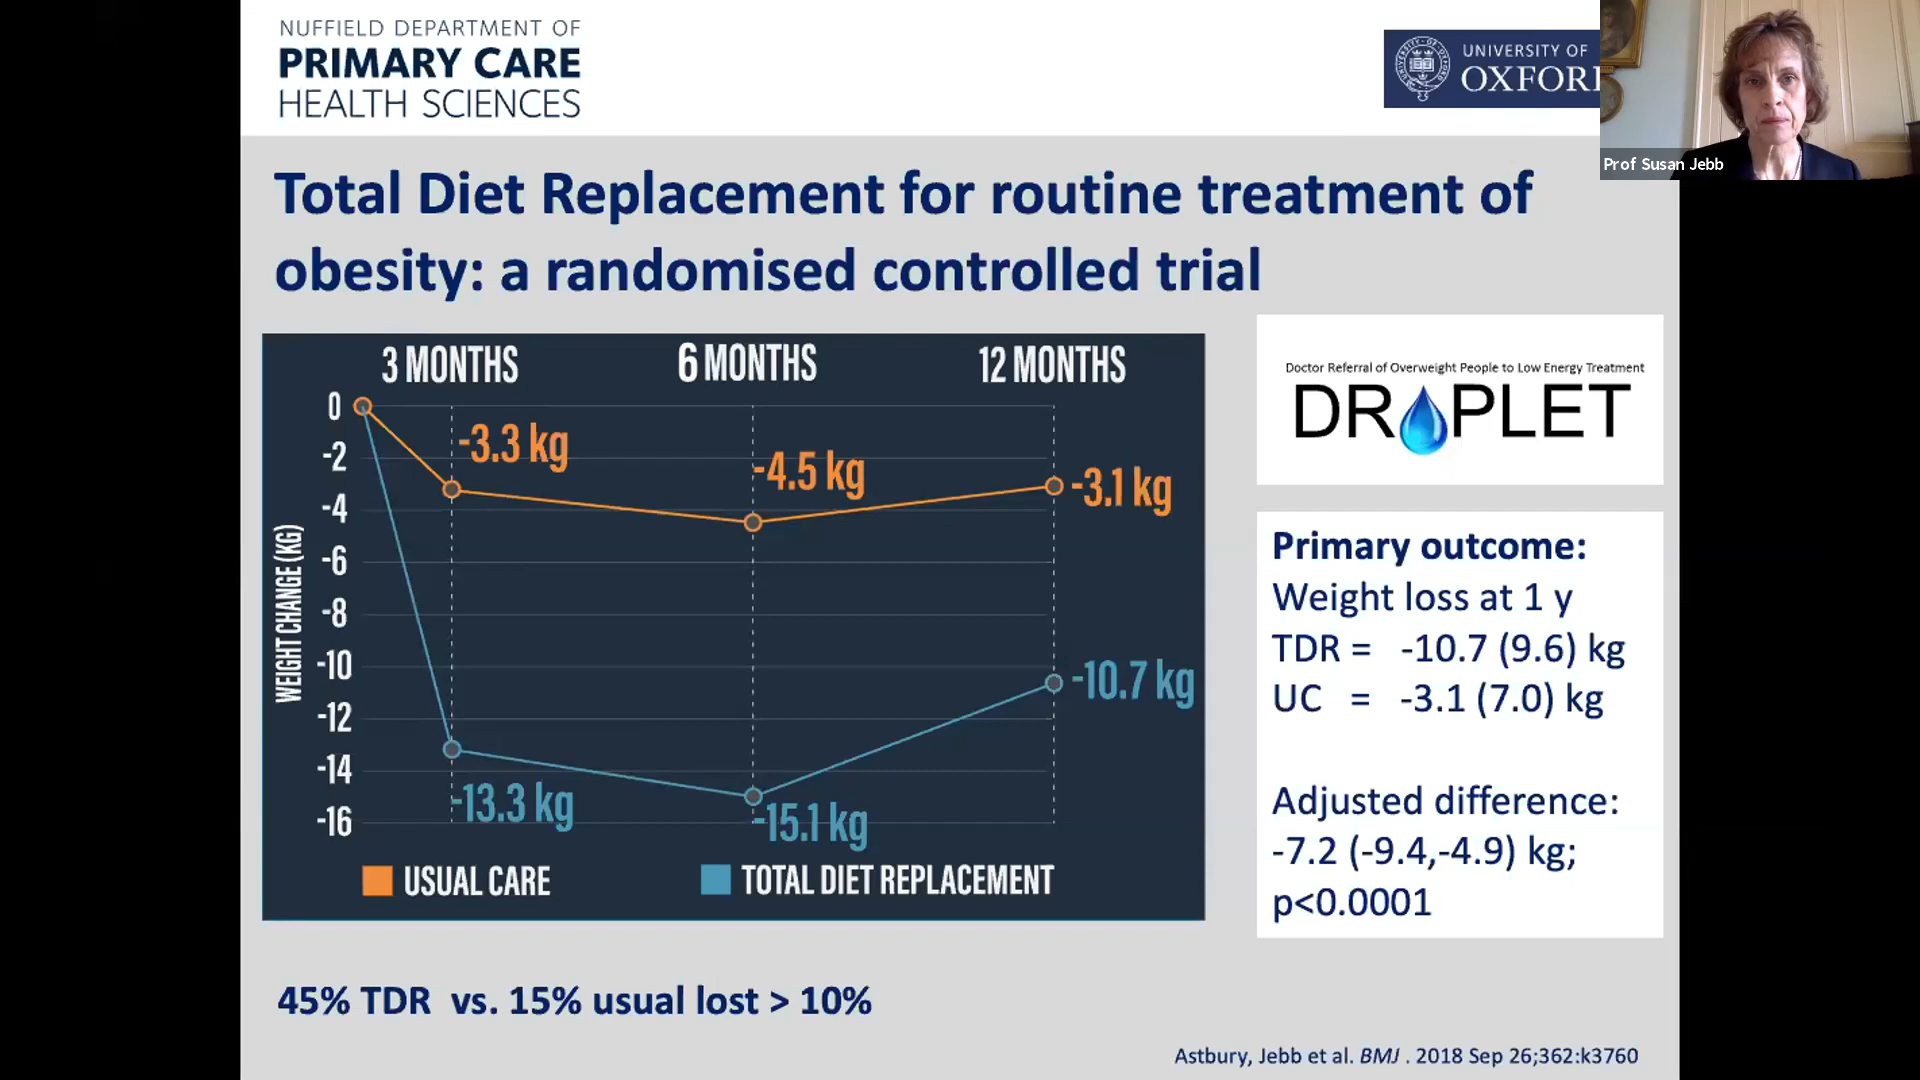 NUFFIELD DEPARTMENT OF
PRIMARY CARE
HEALTH SCIENCES
UNIVERSITY OF
OXFOR
Prof Susan Jebb
Total Diet Replacement for routine treatment of
obesity: a randomised controlled trial
3 MONTHS
6 MONTHS
12 MONTHS
0
-2
-4
-6
-8
-10
-12
-14
-16
WEIGHT CHANGE (KG)
-3.3 kg
-4.5 kg
-3.1 kg
-13.3 kg
-15.1 kg
-10.7 kg
USUAL CARE
TOTAL DIET REPLACEMENT
Doctor Referral of Overweight People to Low Energy Treatment
DROPLET
Primary outcome:
Weight loss at 1 y
TDR = -10.7 (9.6) kg
UC = -3.1 (7.0) kg
Adjusted difference:
-7.2 (-9.4,-4.9) kg;
p<0.0001
45% TDR vs. 15% usual lost > 10%
Astbury, Jebb et al. BMJ . 2018 Sep 26;362:k3760